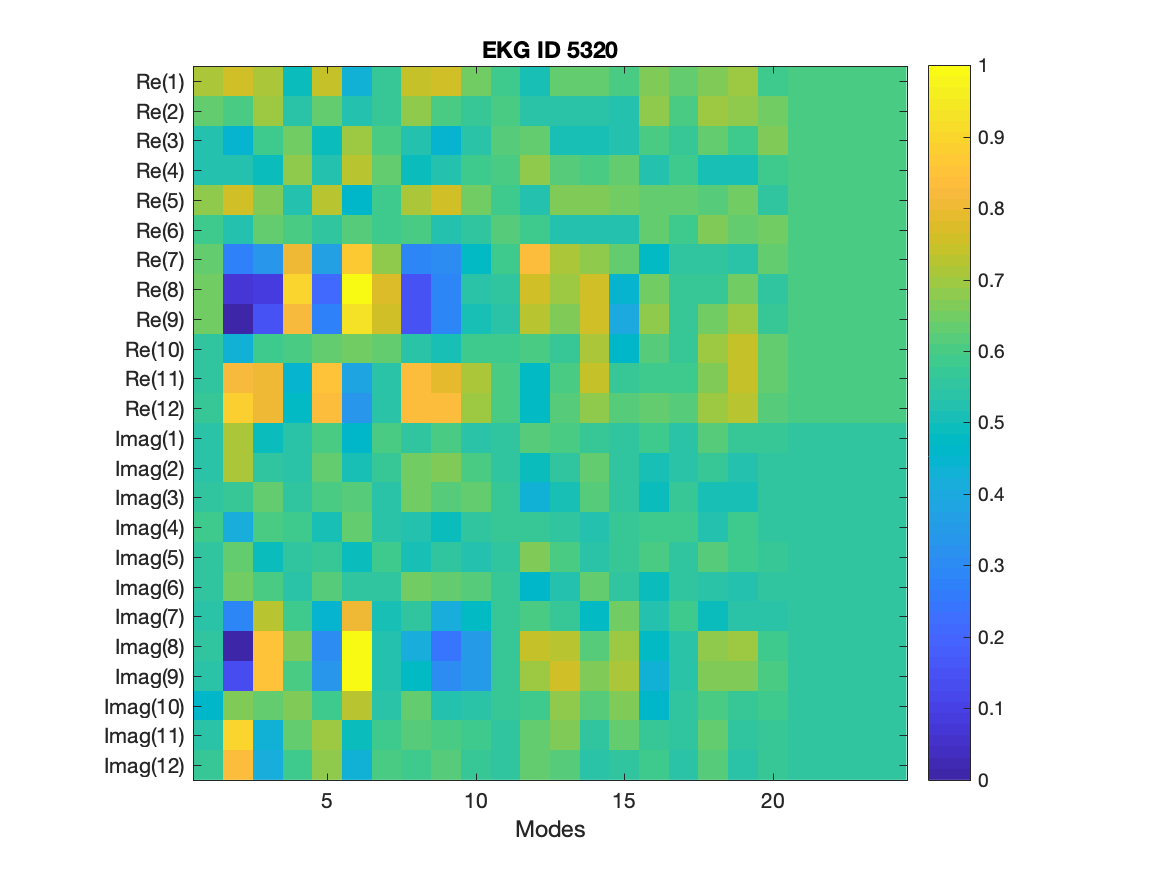 EKG ID 5320
Re(1)
Re(2)
Re(3)
Re(4)
Re(5)
Re(6)
Re(7)
Re(8)
Re(9)
Re(10)
Re(11)
Re(12)
Imag(1)
Imag(2)
Imag(3)
Imag(4)
Imag(5)
Imag(6)
Imag(7)
Imag(8)
Imag(9)
Imag(10)
Imag(11)
Imag(12)
5 10 15 20
Modes
1
0.9
0.8
0.7
0.6
0.5
0.4
0.3
0.2
0.1
0